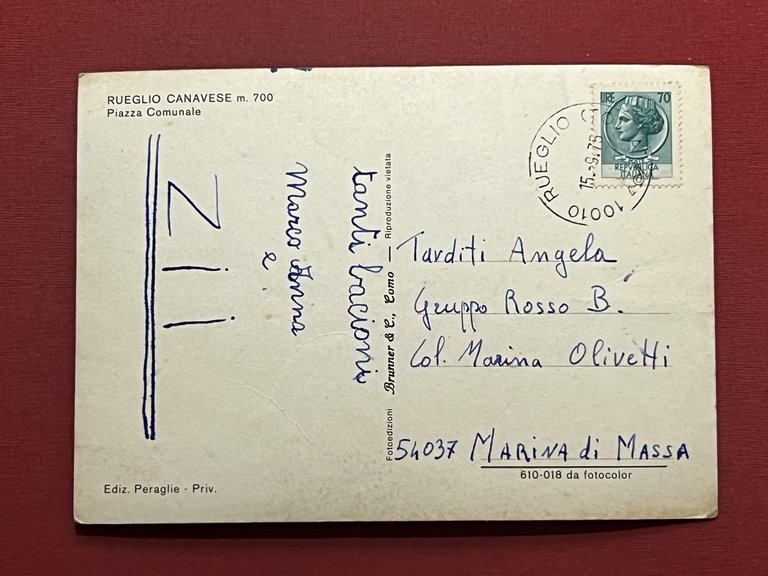 RUEGLIO CANAVESE m. 700
Piazza Comunale
tanti bacioni
Marco e Anna
Zii
Ediz. Peraglie - Priv.
Fotoedizioni Brunner & C., Como — Riproduzione vietata
LIRE 70
REPVBBLICA
ITALIANA
10010 RUEGLIO
15.-9.75
Tarditi Angela
Gruppo Rosso B.
Col. Marina Olivetti
54037 MARINA di MASSA
610-018 da fotocolor